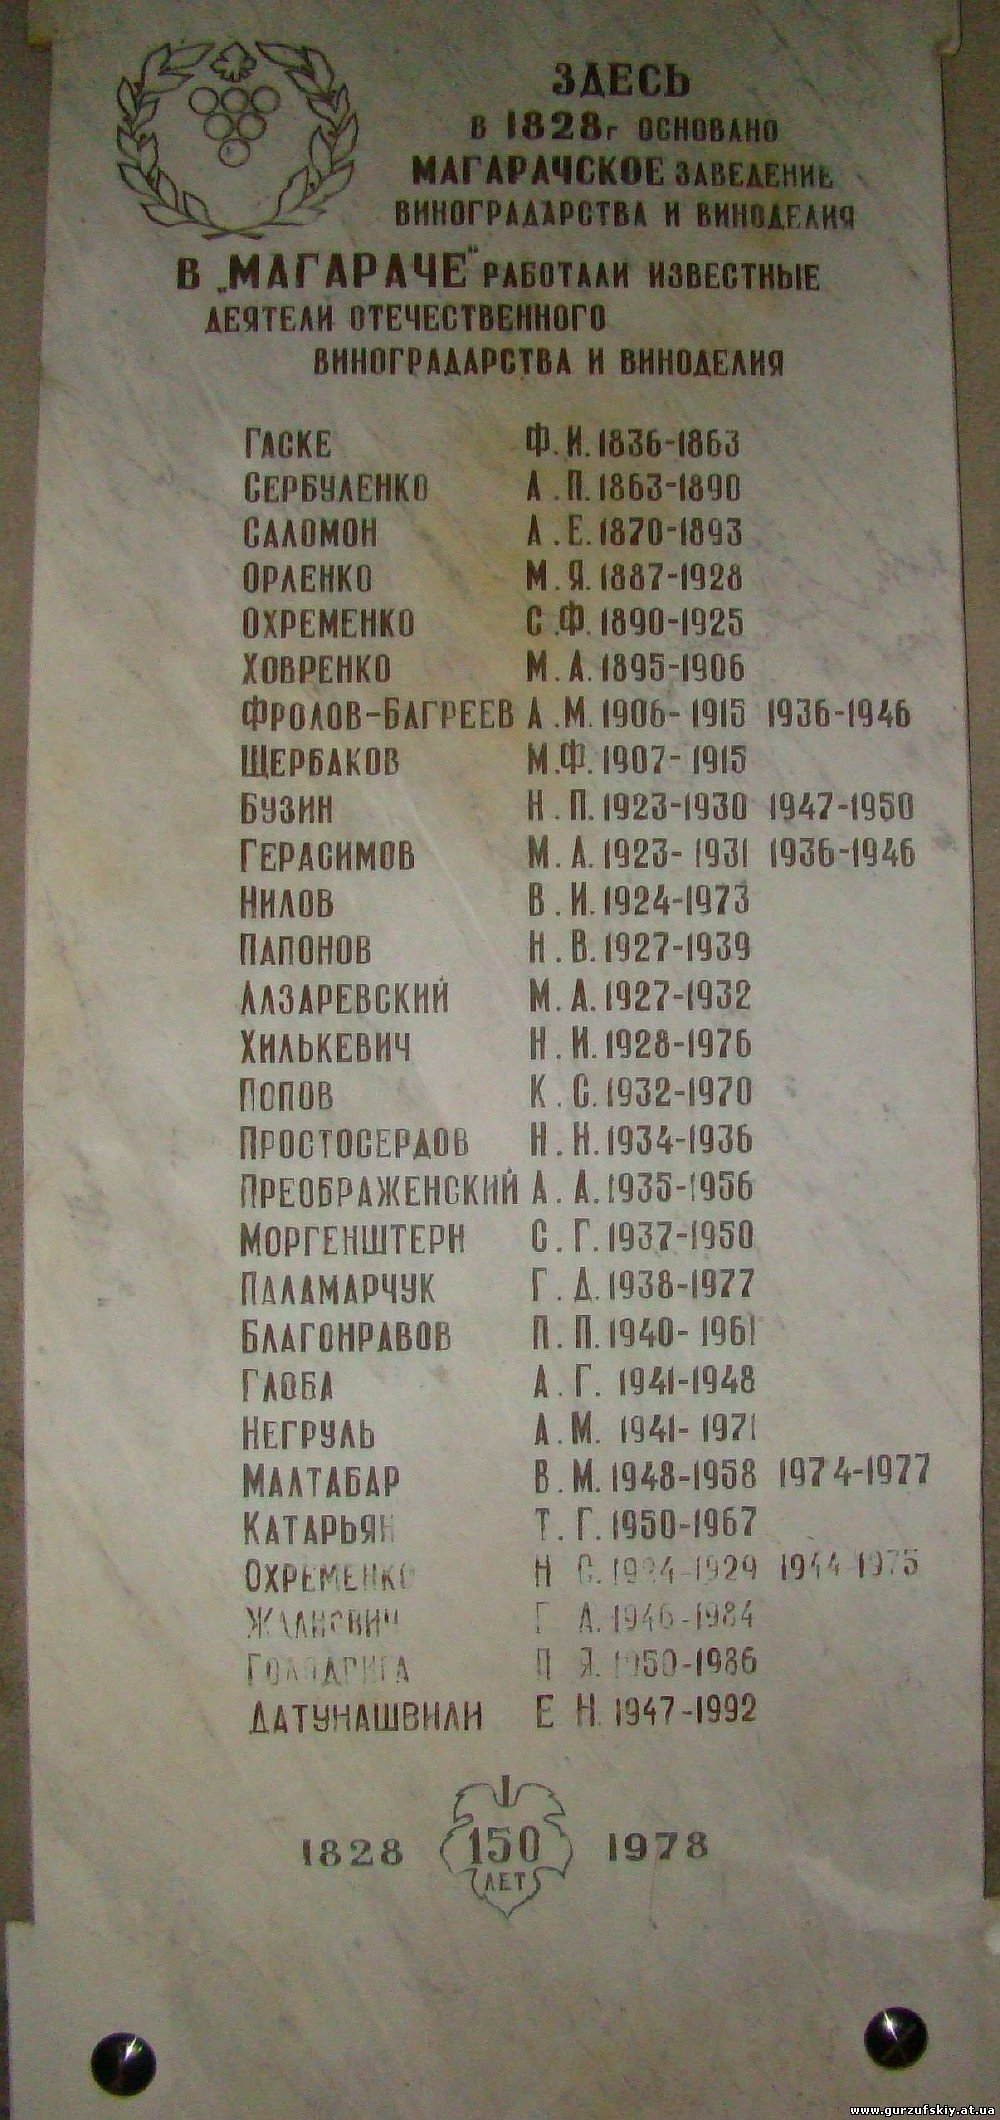 ЗДЕСЬ
В 1828г ОСНОВАНО
МАГАРАЧСКОЕ ЗАВЕДЕНИЕ
ВИНОГРАДАРСТВА И ВИНОДЕЛИЯ
В „МАГАРАЧЕ" РАБОТАЛИ ИЗВЕСТНЫЕ
ДЕЯТЕЛИ ОТЕЧЕСТВЕННОГО
ВИНОГРАДАРСТВА И ВИНОДЕЛИЯ
ГАСКЕ Ф. И. 1836-1863
СЕРБУЛЕНКО А . П. 1863-1890
САЛОМОН А . Е. 1870-1893
ОРЛЕНКО М . Я. 1887-1928
ОХРЕМЕНКО С .Ф. 1890-1925
ХОВРЕНКО М . А. 1895-1906
ФРОЛОВ-БАГРЕЕВ А . М. 1906-1915 1936-1946
ЩЕРБАКОВ М.Ф. 1907-1915
БУЗИН Н . П. 1923-1930 1947-1950
ГЕРАСИМОВ М . А. 1923-1931 1936-1946
НИЛОВ В . И. 1924-1973
ПАПОНОВ Н . В. 1927-1939
ЛАЗАРЕВСКИЙ М . А. 1927-1932
ХИЛЬКЕВИЧ Н . И. 1928-1976
ПОПОВ К . С. 1932-1970
ПРОСТОСЕРДОВ Н . Н. 1934-1936
ПРЕОБРАЖЕНСКИЙ А . А. 1935-1956
МОРГЕНШТЕРН С . Г. 1937-1950
ПАЛАМАРЧУК Г . Д. 1938-1977
БЛАГОНРАВОВ П . П. 1940-1961
ГЛОБА А . Г. 1941-1948
НЕГРУЛЬ А . М. 1941-1971
МАЛТАБАР В . М. 1948-1958 1974-1977
КАТАРЬЯН Т . Г. 1950-1967
ОХРЕМЕНКО Н С. 1944-1975
Г А. 1946-1984
ГОЛОДРИГА П Я. 1950-1986
ДАТУНАШВИЛИ Е Н. 1947-1992
1828 150 ЛЕТ 1978
www.gurzufskiy.at.ua